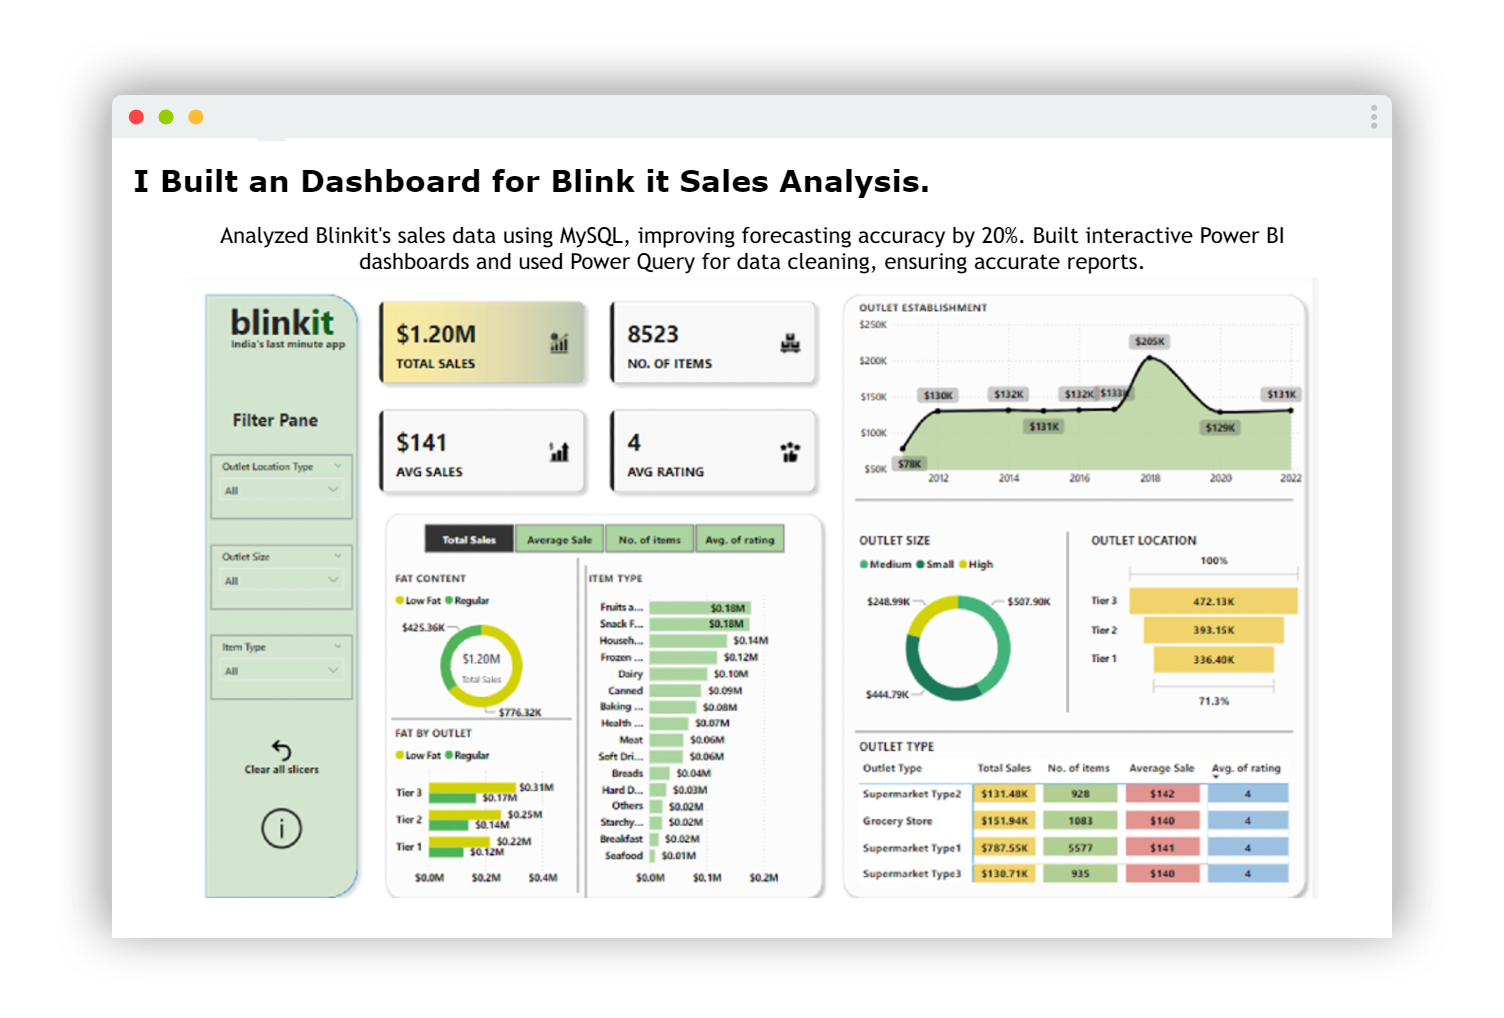 I Built an Dashboard for Blink it Sales Analysis.
Analyzed Blinkit's sales data using MySQL, improving forecasting accuracy by 20%. Built interactive Power BI
dashboards and used Power Query for data cleaning, ensuring accurate reports.
blinkit
India's last minute app
Filter Pane
Outlet Location Type
All
Outlet Size
All
Item Type
All
Clear all slicers
i
$1.20M
TOTAL SALES
8523
NO. OF ITEMS
$141
AVG SALES
4
AVG RATING
Total Sales Average Sale No. of items Avg. of rating
FAT CONTENT
Low Fat Regular
$425.36K
$1.20M
Total Sales
$776.32K
FAT BY OUTLET
Low Fat Regular
Tier 3 $0.31M
$0.17M
Tier 2 $0.25M
$0.14M
Tier 1 $0.22M
$0.12M
$0.0M $0.2M $0.4M
ITEM TYPE
Fruits a... $0.18M
Snack F... $0.18M
Househ... $0.14M
Frozen ... $0.12M
Dairy $0.10M
Canned $0.09M
Baking ... $0.08M
Health ... $0.07M
Meat $0.06M
Soft Dri... $0.06M
Breads $0.04M
Hard D... $0.03M
Others $0.02M
Starchy... $0.02M
Breakfast $0.02M
Seafood $0.01M
$0.0M $0.1M $0.2M
OUTLET ESTABLISHMENT
$250K
$200K
$150K
$100K
$50K
$78K
$130K
$132K
$131K
$132K
$133K
$205K
$129K
$131K
2012 2014 2016 2018 2020 2022
OUTLET SIZE
Medium Small High
$248.99K
$507.90K
$444.79K
OUTLET LOCATION
100%
Tier 3 472.13K
Tier 2 393.15K
Tier 1 336.40K
71.3%
OUTLET TYPE
Outlet Type Total Sales No. of items Average Sale Avg. of rating
Supermarket Type2 $131.48K 928 $142 4
Grocery Store $151.94K 1083 $140 4
Supermarket Type1 $787.55K 5577 $141 4
Supermarket Type3 $130.71K 935 $140 4